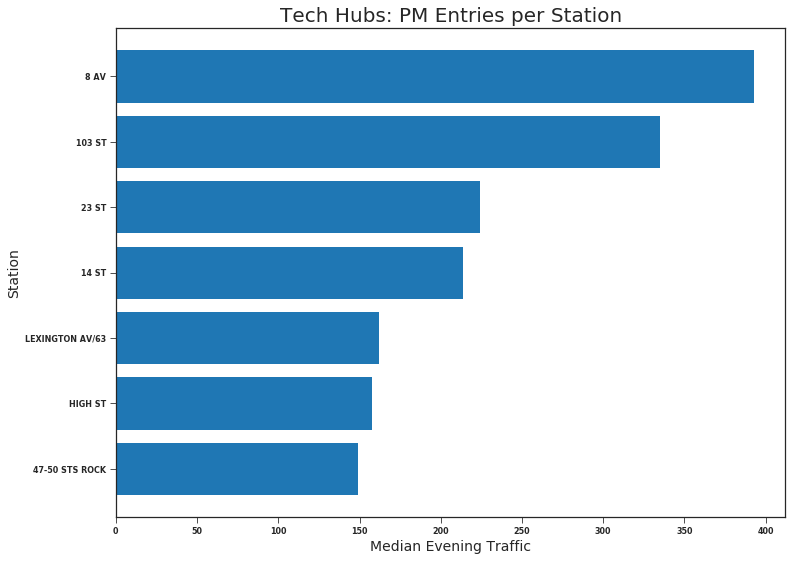 Tech Hubs: PM Entries per Station
Station
8 AV
103 ST
23 ST
14 ST
LEXINGTON AV/63
HIGH ST
47-50 STS ROCK
0 50 100 150 200 250 300 350 400
Median Evening Traffic